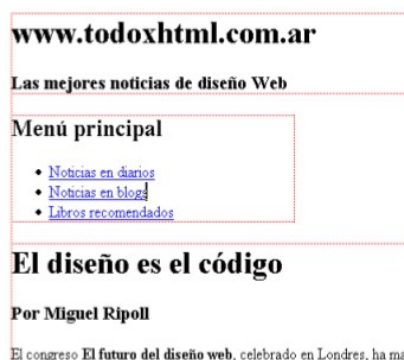 www.todoxhtml.com.ar
Las mejores noticias de diseño Web
Menú principal
Noticias en diarios
Noticias en blogs
Libros recomendados
El diseño es el código
Por Miguel Ripoll
El congreso El futuro del diseño web, celebrado en Londres, ha